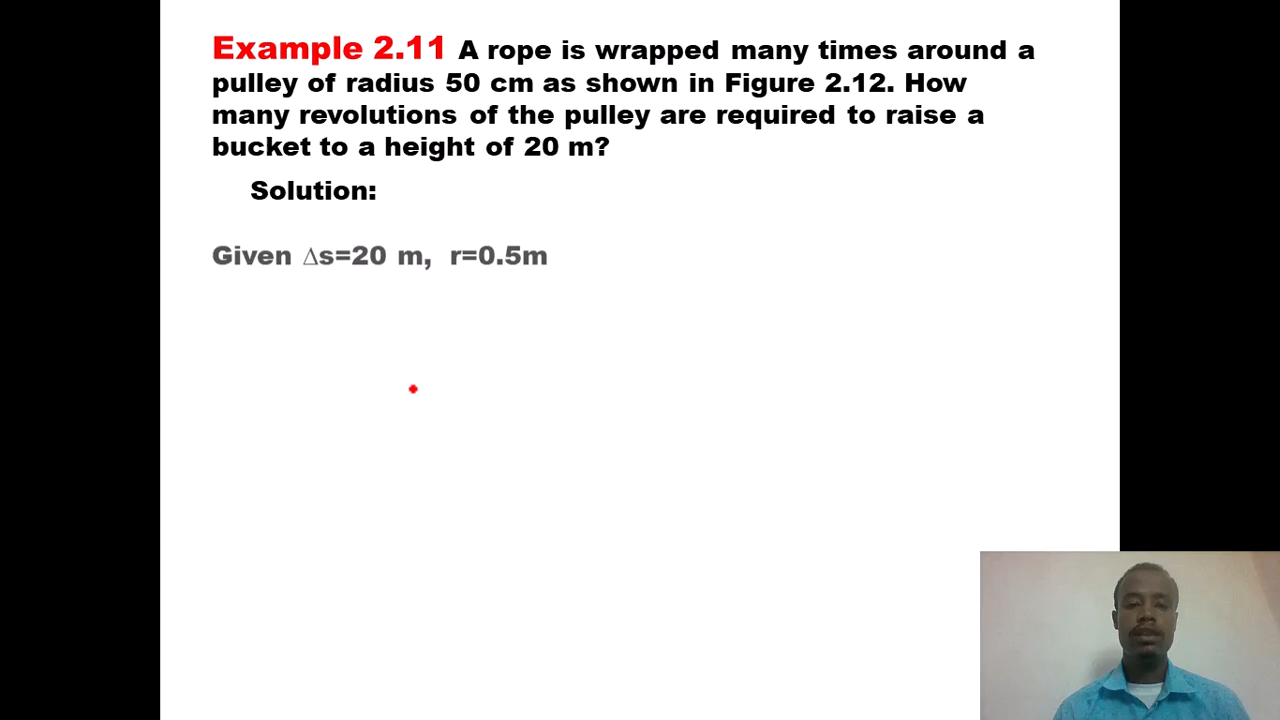 Example 2.11 A rope is wrapped many times around a
pulley of radius 50 cm as shown in Figure 2.12. How
many revolutions of the pulley are required to raise a
bucket to a height of 20 m?
Solution:
Given ∆s=20 m, r=0.5m